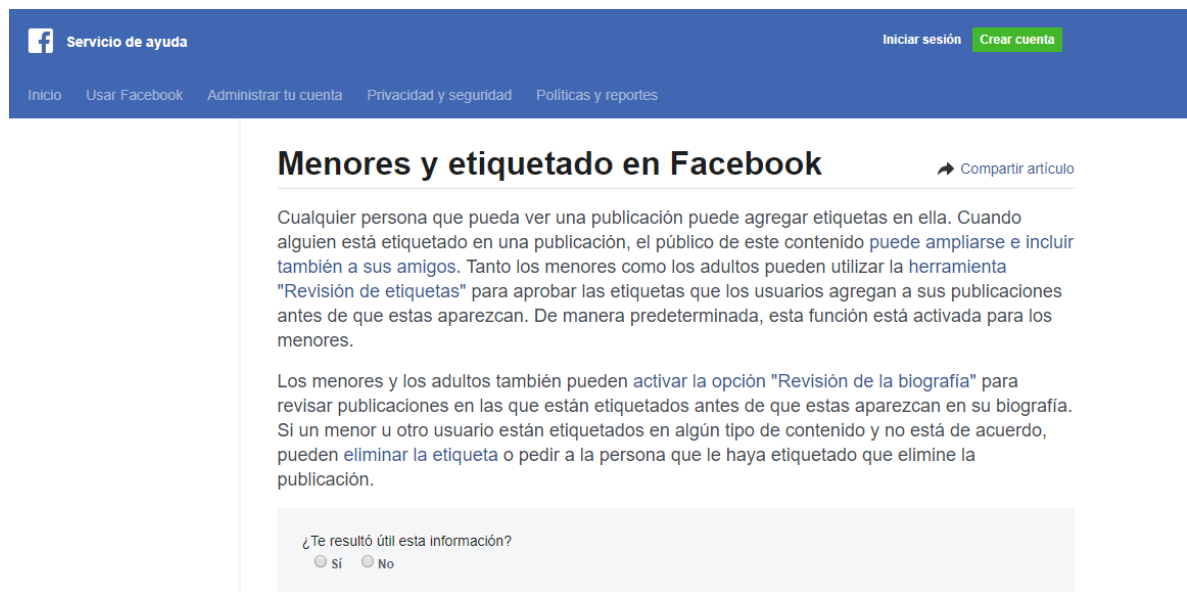 Servicio de ayuda
Iniciar sesión
Crear cuenta
Inicio Usar Facebook Administrar tu cuenta Privacidad y seguridad Políticas y reportes
Menores y etiquetado en Facebook
Compartir artículo
Cualquier persona que pueda ver una publicación puede agregar etiquetas en ella. Cuando
alguien está etiquetado en una publicación, el público de este contenido puede ampliarse e incluir
también a sus amigos. Tanto los menores como los adultos pueden utilizar la herramienta
"Revisión de etiquetas" para aprobar las etiquetas que los usuarios agregan a sus publicaciones
antes de que estas aparezcan. De manera predeterminada, esta función está activada para los
menores.
Los menores y los adultos también pueden activar la opción "Revisión de la biografía" para
revisar publicaciones en las que están etiquetados antes de que estas aparezcan en su biografía.
Si un menor u otro usuario están etiquetados en algún tipo de contenido y no está de acuerdo,
pueden eliminar la etiqueta o pedir a la persona que le haya etiquetado que elimine la
publicación.
¿Te resultó útil esta información?
Sí No